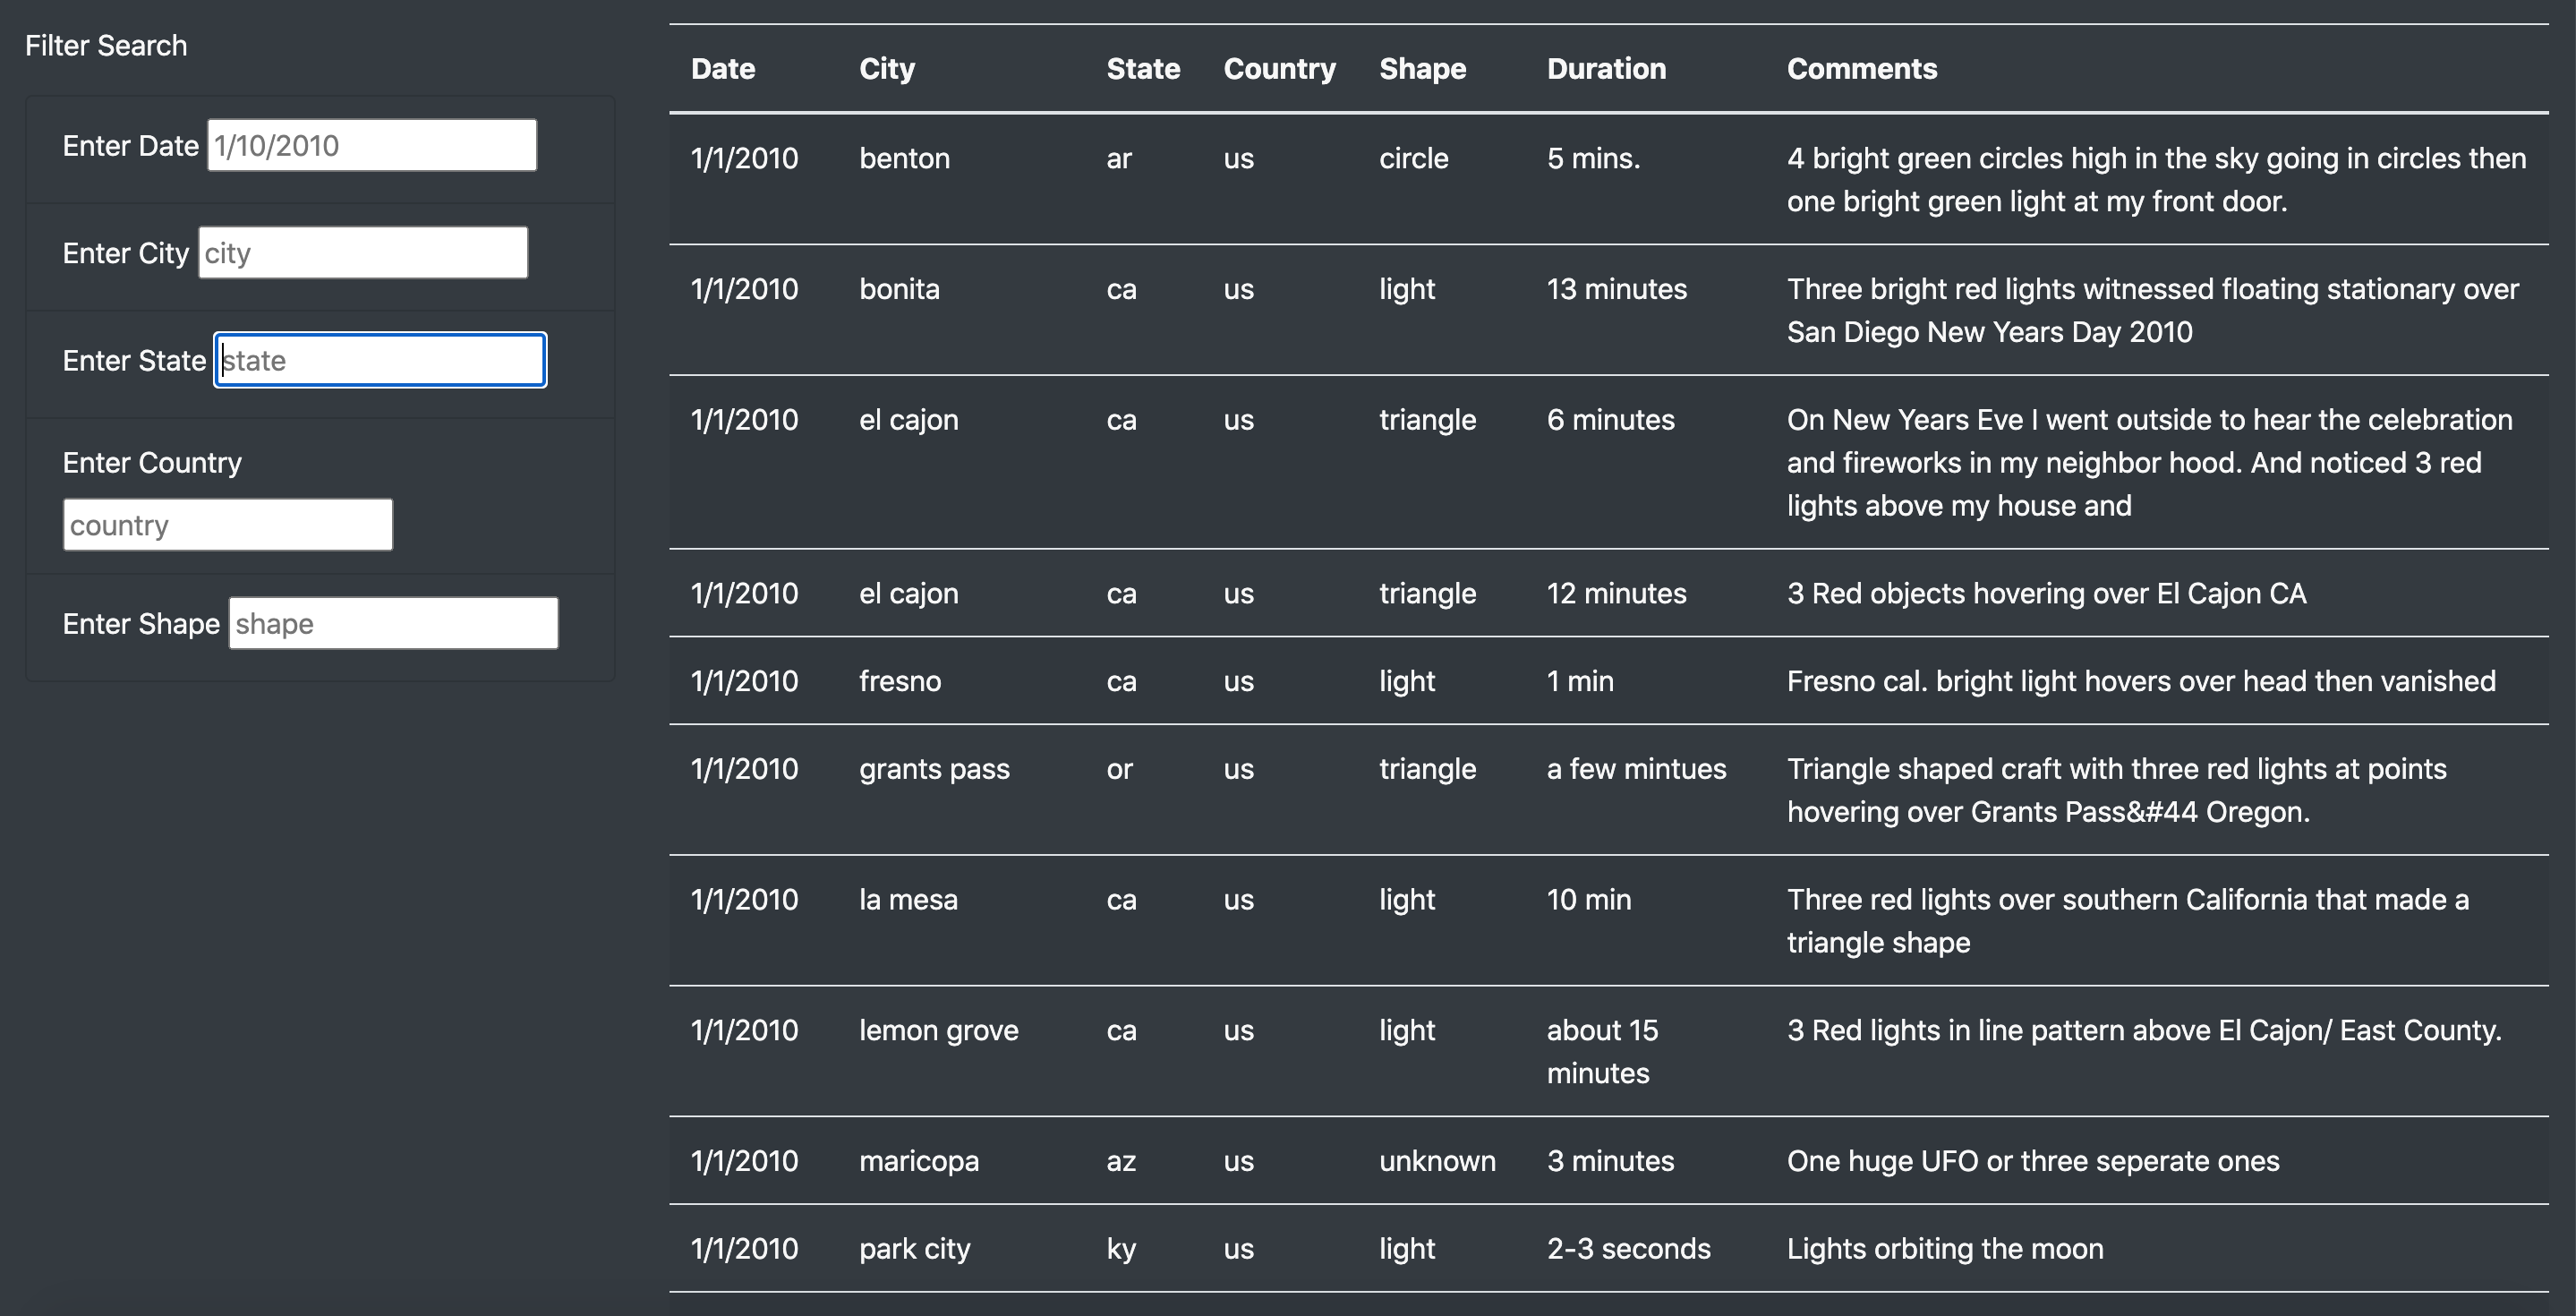 Filter Search
Enter Date 1/10/2010
Enter City city
Enter State state
Enter Country
country
Enter Shape shape
Date City State Country Shape Duration Comments
1/1/2010 benton ar us circle 5 mins. 4 bright green circles high in the sky going in circles then
one bright green light at my front door.
1/1/2010 bonita ca us light 13 minutes Three bright red lights witnessed floating stationary over
San Diego New Years Day 2010
1/1/2010 el cajon ca us triangle 6 minutes On New Years Eve I went outside to hear the celebration
and fireworks in my neighbor hood. And noticed 3 red
lights above my house and
1/1/2010 el cajon ca us triangle 12 minutes 3 Red objects hovering over El Cajon CA
1/1/2010 fresno ca us light 1 min Fresno cal. bright light hovers over head then vanished
1/1/2010 grants pass or us triangle a few mintues Triangle shaped craft with three red lights at points
hovering over Grants Pass&#44 Oregon.
1/1/2010 la mesa ca us light 10 min Three red lights over southern California that made a
triangle shape
1/1/2010 lemon grove ca us light about 15 3 Red lights in line pattern above El Cajon/ East County.
minutes
1/1/2010 maricopa az us unknown 3 minutes One huge UFO or three seperate ones
1/1/2010 park city ky us light 2-3 seconds Lights orbiting the moon